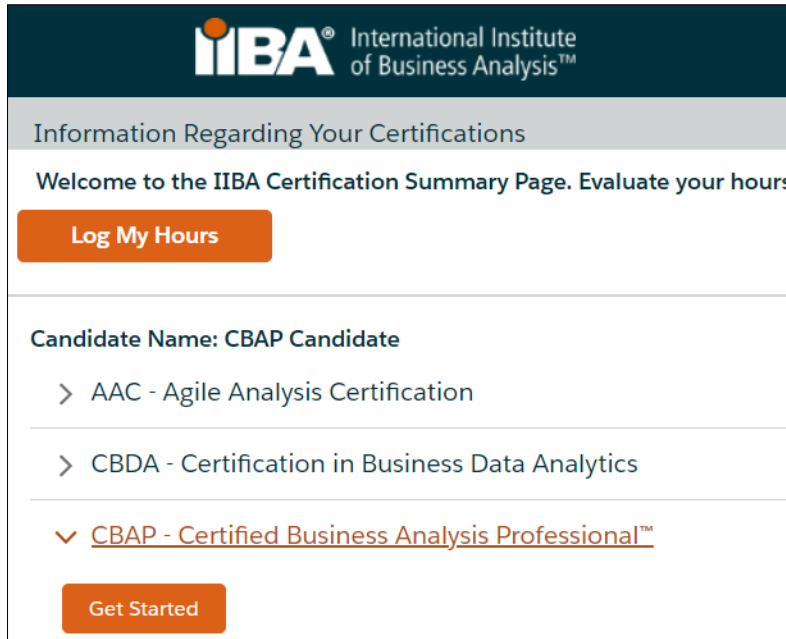 iiBA® International Institute
of Business Analysis™
Information Regarding Your Certifications
Welcome to the IIBA Certification Summary Page. Evaluate your hours
Log My Hours
Candidate Name: CBAP Candidate
AAC - Agile Analysis Certification
CBDA - Certification in Business Data Analytics
CBAP - Certified Business Analysis Professional™
Get Started